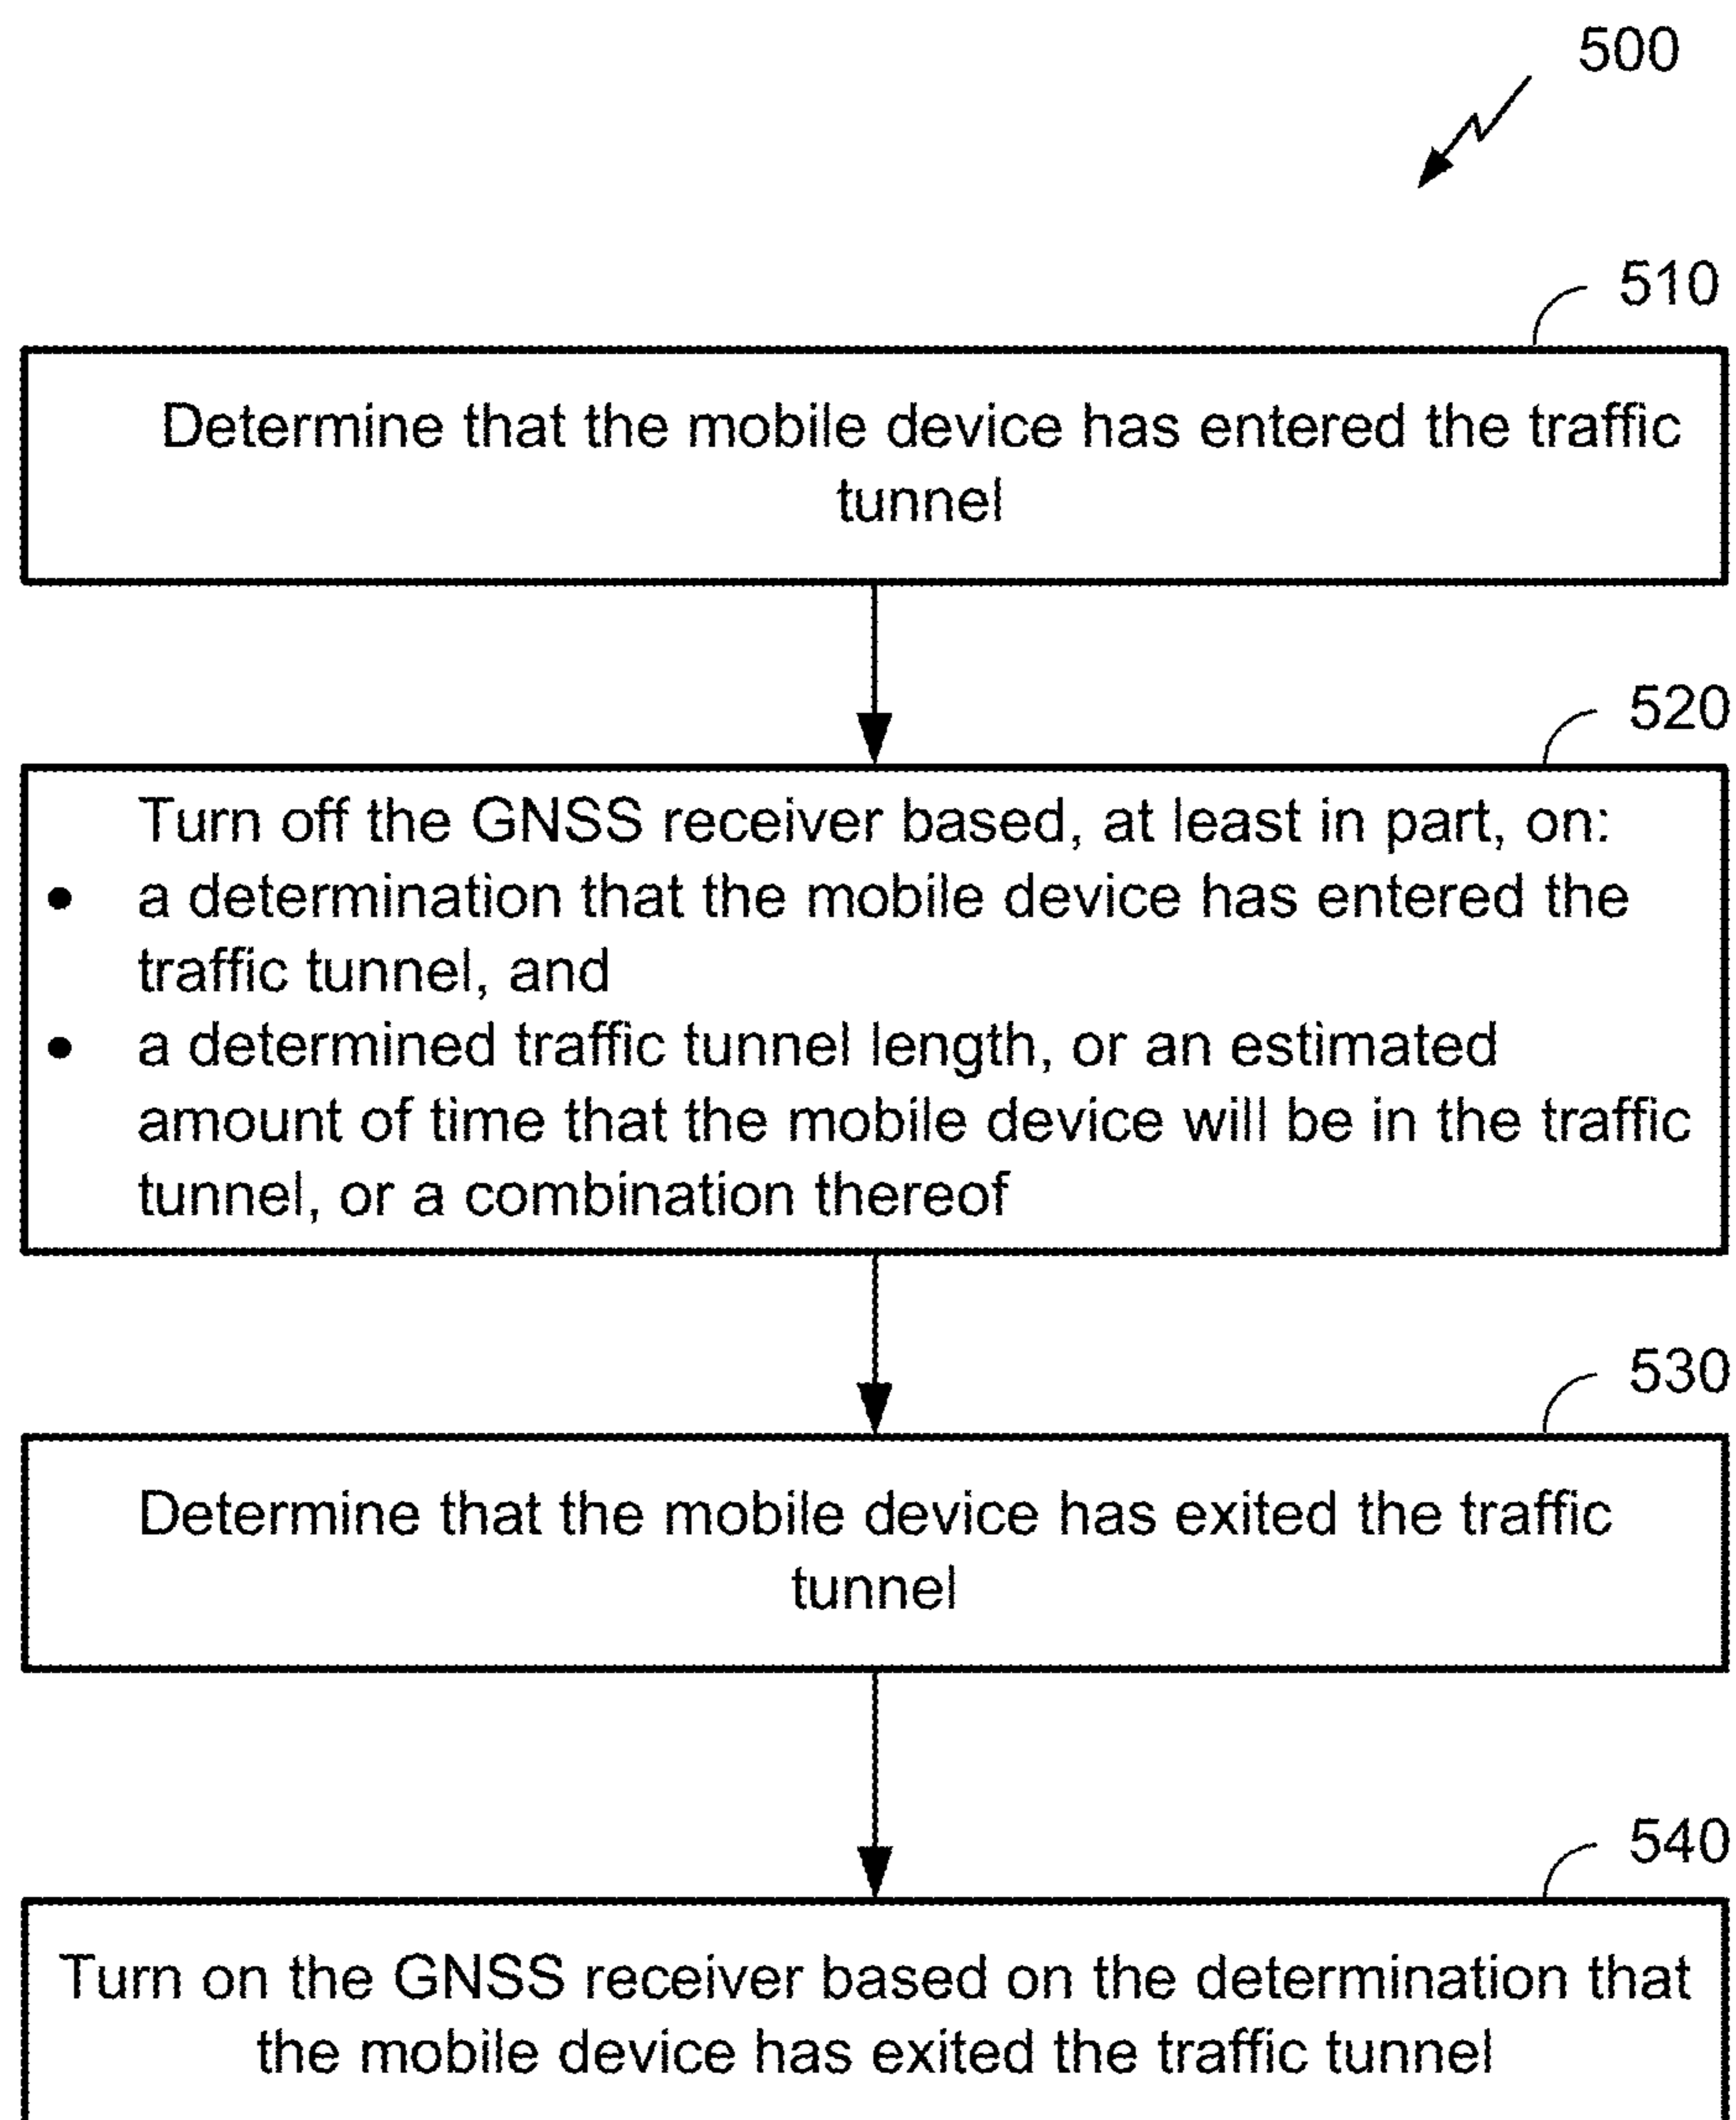 500
510
Determine that the mobile device has entered the traffic
tunnel
520
Turn off the GNSS receiver based, at least in part, on:
• a determination that the mobile device has entered the
traffic tunnel, and
• a determined traffic tunnel length, or an estimated
amount of time that the mobile device will be in the traffic
tunnel, or a combination thereof
530
Determine that the mobile device has exited the traffic
tunnel
540
Turn on the GNSS receiver based on the determination that
the mobile device has exited the traffic tunnel